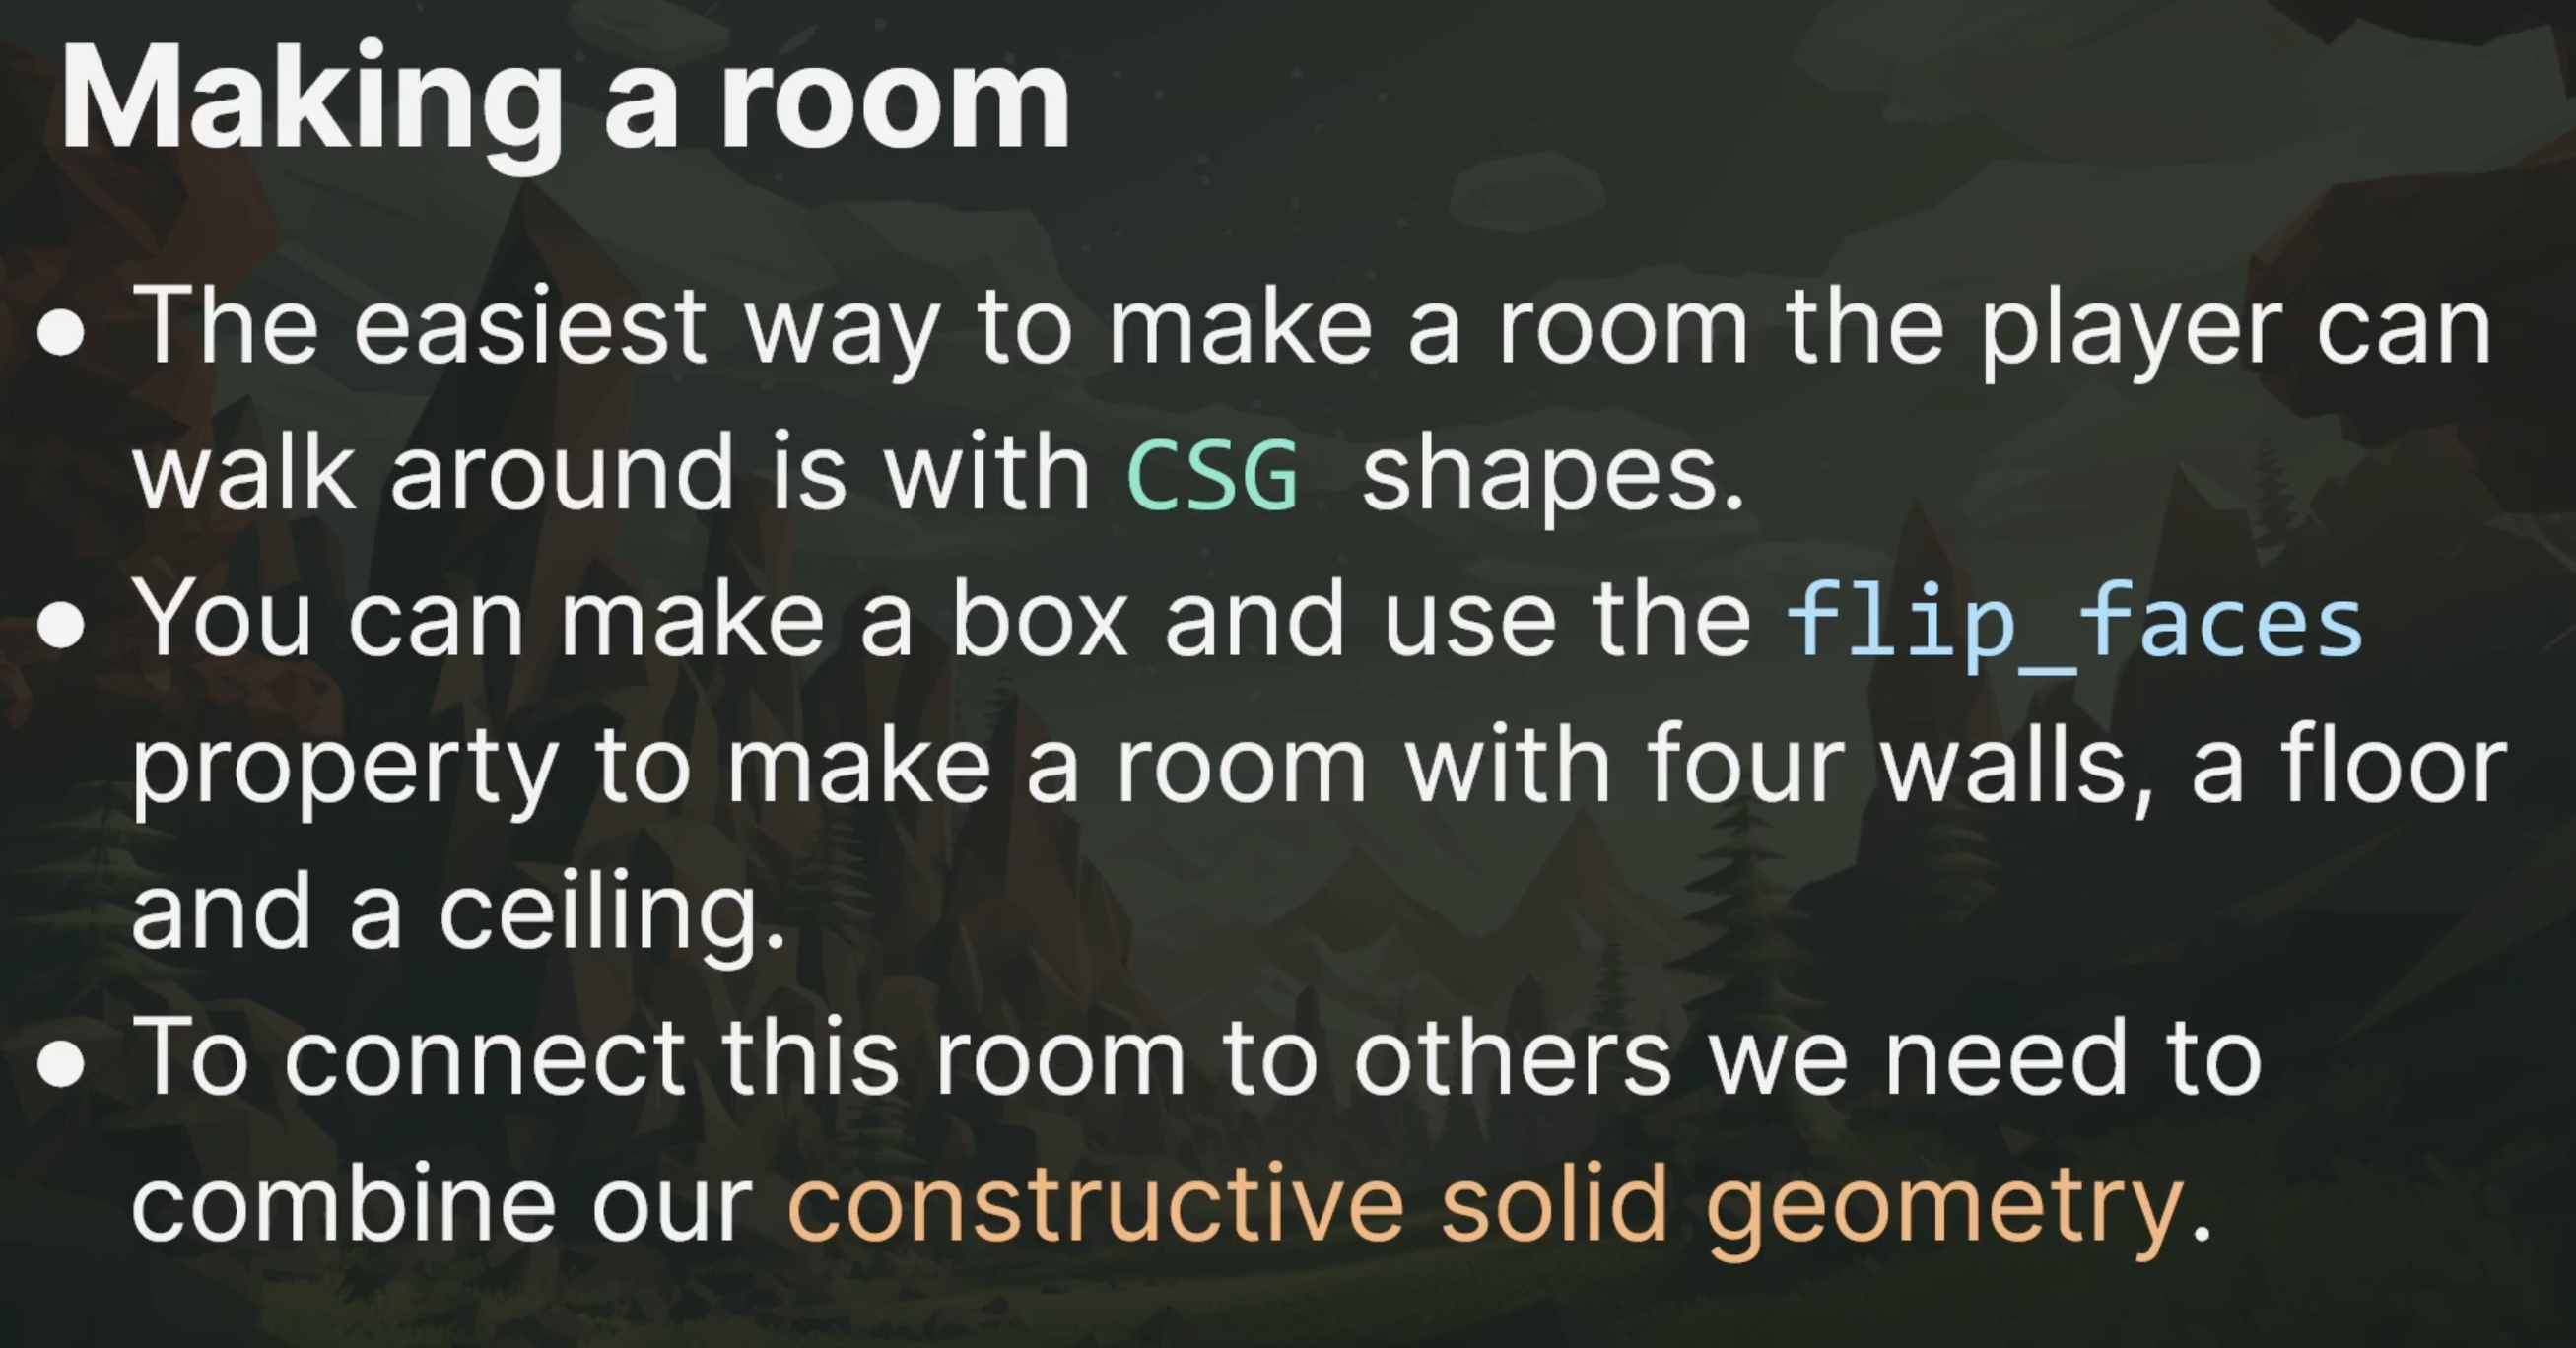 Making a room
• The easiest way to make a room the player can
walk around is with CSG shapes.
• You can make a box and use the flip_faces
property to make a room with four walls, a floor
and a ceiling.
• To connect this room to others we need to
combine our constructive solid geometry.